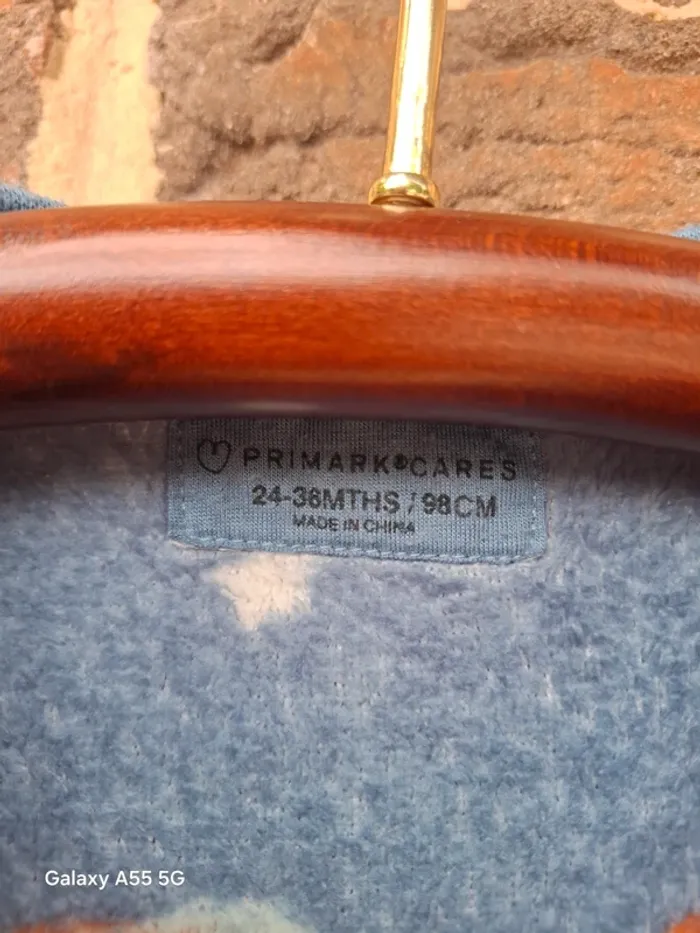 PRIMARK®CARES
24-36MTHS / 98CM
MADE IN CHINA
Galaxy A55 5G